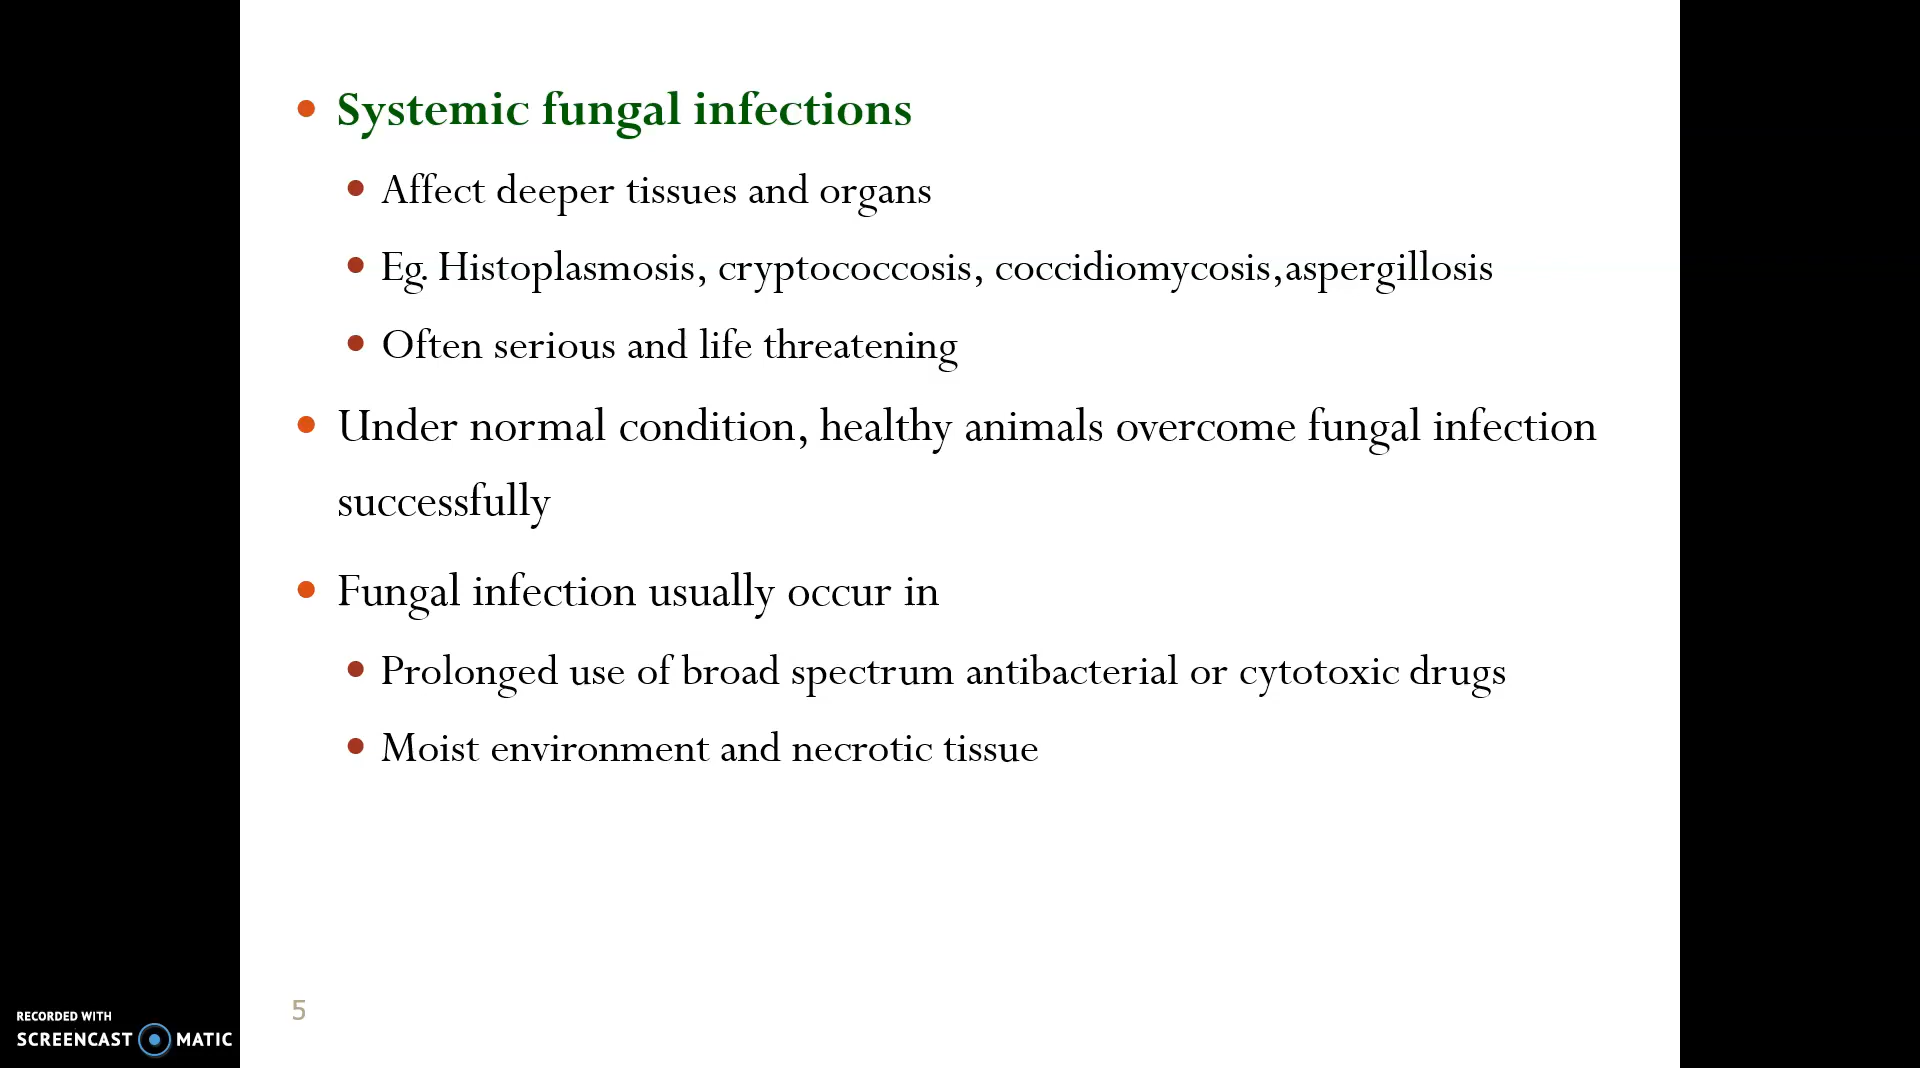 Systemic fungal infections
Affect deeper tissues and organs
Eg. Histoplasmosis, cryptococcosis, coccidiomycosis,aspergillosis
Often serious and life threatening
Under normal condition, healthy animals overcome fungal infection
successfully
Fungal infection usually occur in
Prolonged use of broad spectrum antibacterial or cytotoxic drugs
Moist environment and necrotic tissue
5
RECORDED WITH
SCREENCAST MATIC